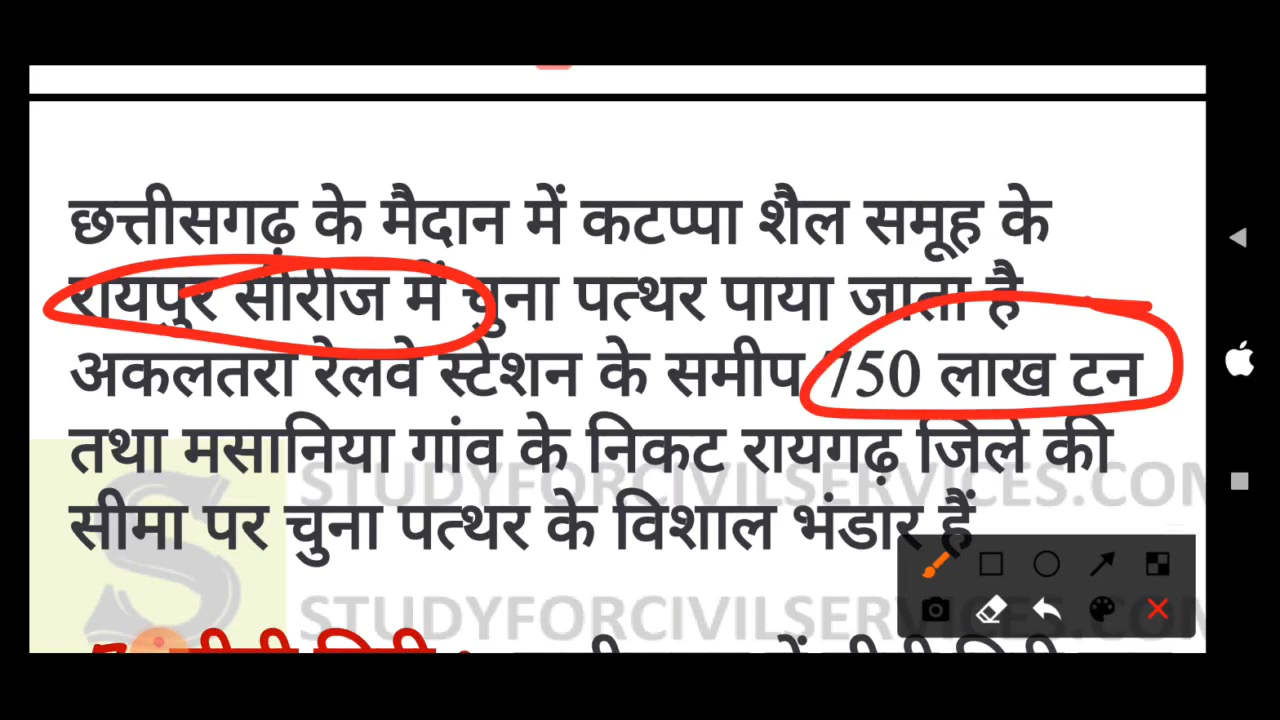 छत्तीसगढ़ के मैदान में कटप्पा शैल समूह के
रायपुर सीरीज में चुना पत्थर पाया जाता है
अकलतरा रेलवे स्टेशन के समीप 750 लाख टन
तथा मसानिया गांव के निकट रायगढ़ जिले की
सीमा पर चुना पत्थर के विशाल भंडार हैं
STUDYFORCIVILSERVICES.COM
STUDYFORCIVILSERVICES